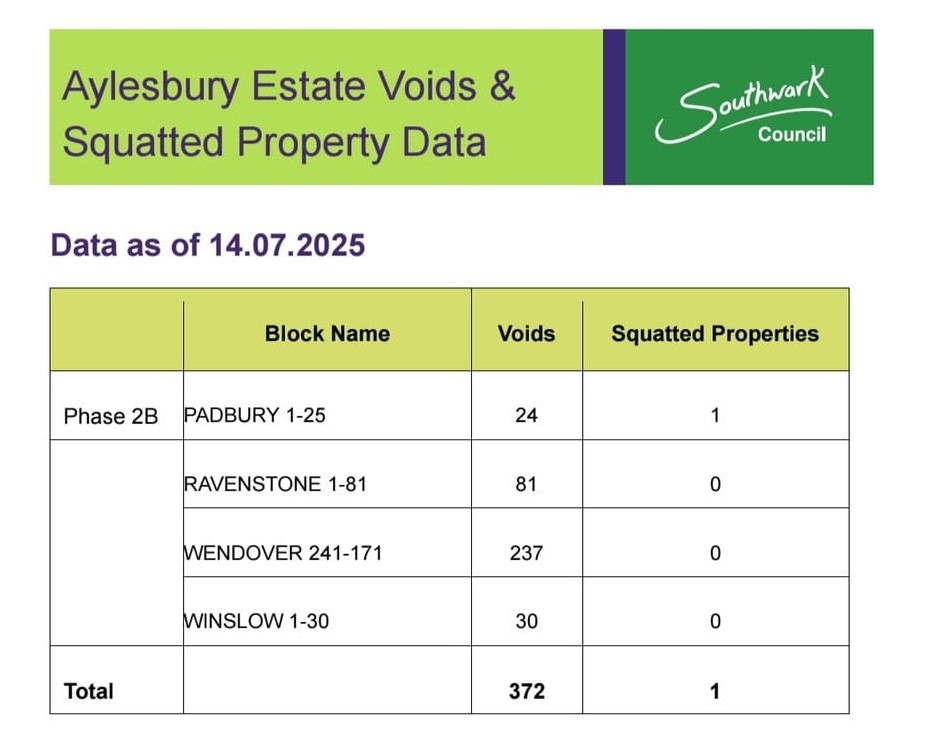 Aylesbury Estate Voids &
Squatted Property Data
Southwark
Council
Data as of 14.07.2025
Block Name Voids Squatted Properties
Phase 2B PADBURY 1-25 24 1
RAVENSTONE 1-81 81 0
WENDOVER 241-171 237 0
WINSLOW 1-30 30 0
Total 372 1